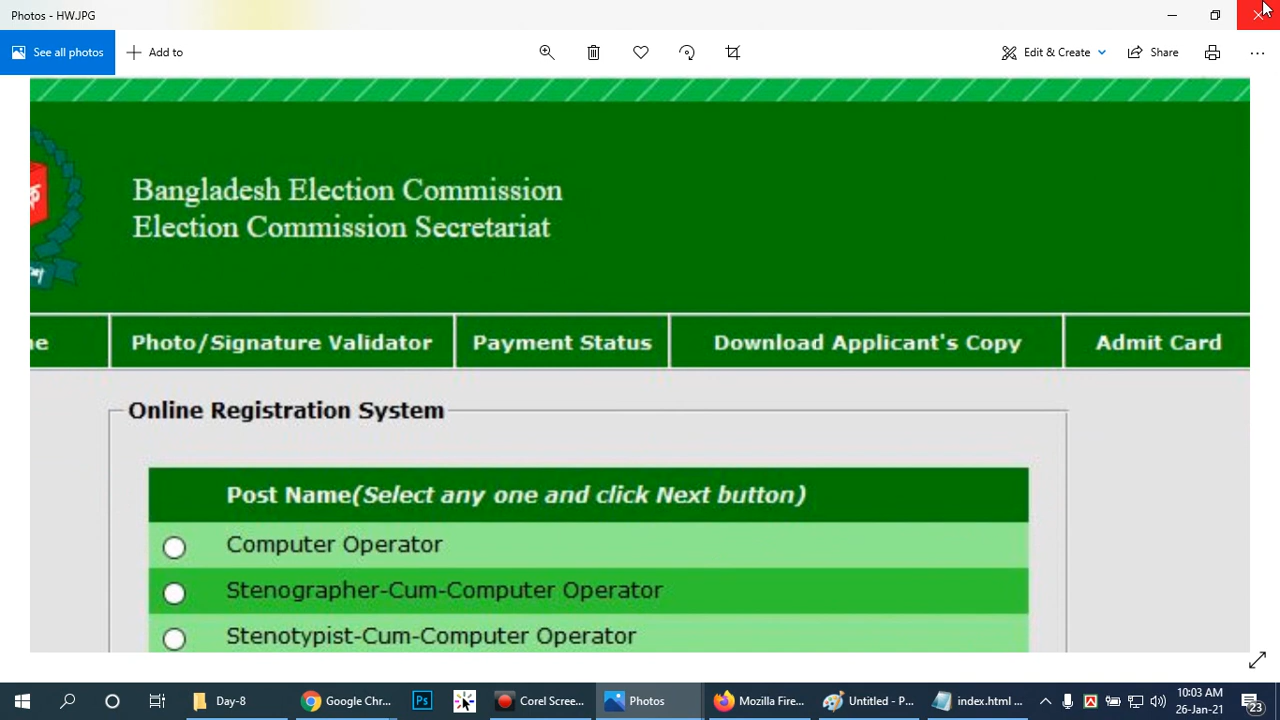 Photos - HW.JPG
See all photos
Add to
Edit & Create
Share
Bangladesh Election Commission
Election Commission Secretariat
ne
Photo/Signature Validator
Payment Status
Download Applicant's Copy
Admit Card
Online Registration System
Post Name(Select any one and click Next button)
Computer Operator
Stenographer-Cum-Computer Operator
Stenotypist-Cum-Computer Operator
Day-8
Google Chr...
Ps
Corel Scree...
Photos
Mozilla Fire...
Untitled - P...
index.html ...
10:03 AM
26-Jan-21
23